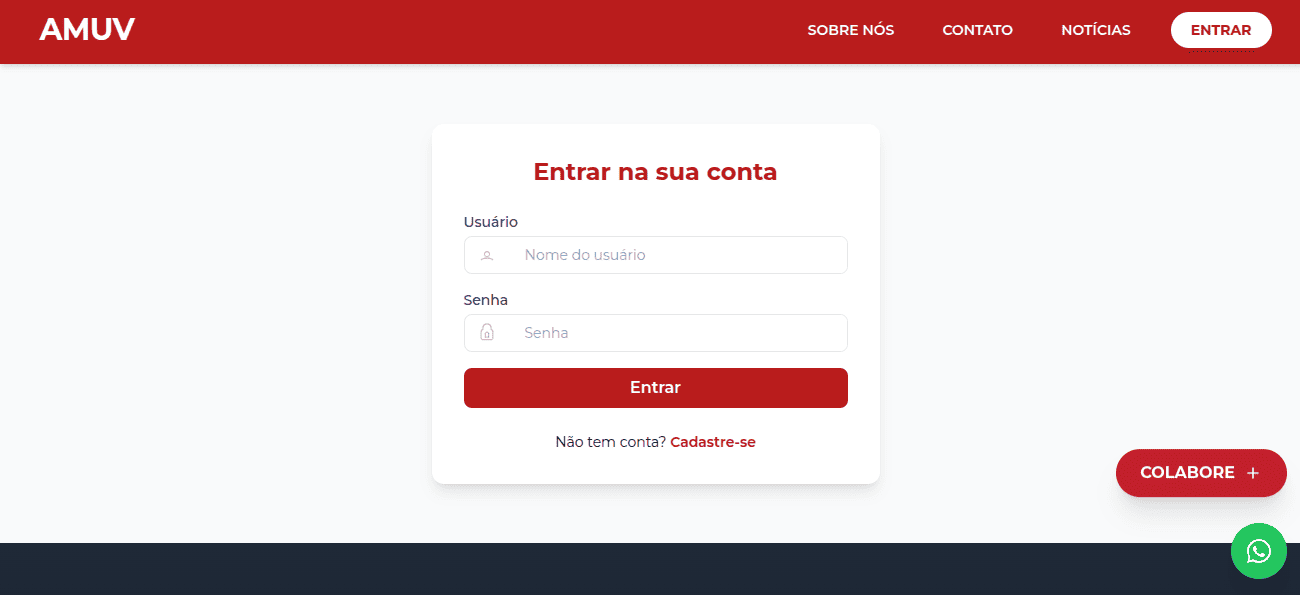 AMUV
SOBRE NÓS
CONTATO
NOTÍCIAS
ENTRAR
Entrar na sua conta
Usuário
Nome do usuário
Senha
Senha
Entrar
Não tem conta? Cadastre-se
COLABORE +